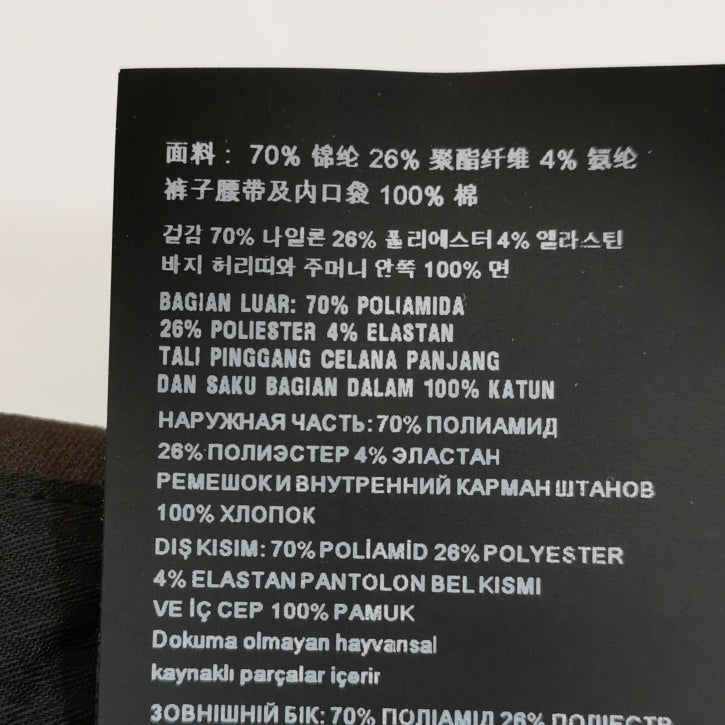 面料： 70% 锦纶 26% 聚酯纤维 4% 氨纶
裤子腰带及内口袋 100% 棉
겉감 70% 나일론 26% 폴리에스터 4% 엘라스틴
바지 허리띠와 주머니 안쪽 100% 면
BAGIAN LUAR: 70% POLIAMIDA
26% POLIESTER 4% ELASTAN
TALI PINGGANG CELANA PANJANG
DAN SAKU BAGIAN DALAM 100% KATUN
НАРУЖНАЯ ЧАСТЬ: 70% ПОЛИАМИД
26% ПОЛИЭСТЕР 4% ЭЛАСТАН
РЕМЕШОК И ВНУТРЕННИЙ КАРМАН ШТАНОВ
100% ХЛОПОК
DIŞ KISIM: 70% POLİAMİD 26% POLYESTER
4% ELASTAN PANTOLON BEL KISMI
VE İÇ CEP 100% PAMUK
Dokuma olmayan hayvansal
kaynaklı parçalar içerir
ЗОВНІШНІЙ БІК: 70% ПОЛІАМІД 26% ПОЛІЕСТ